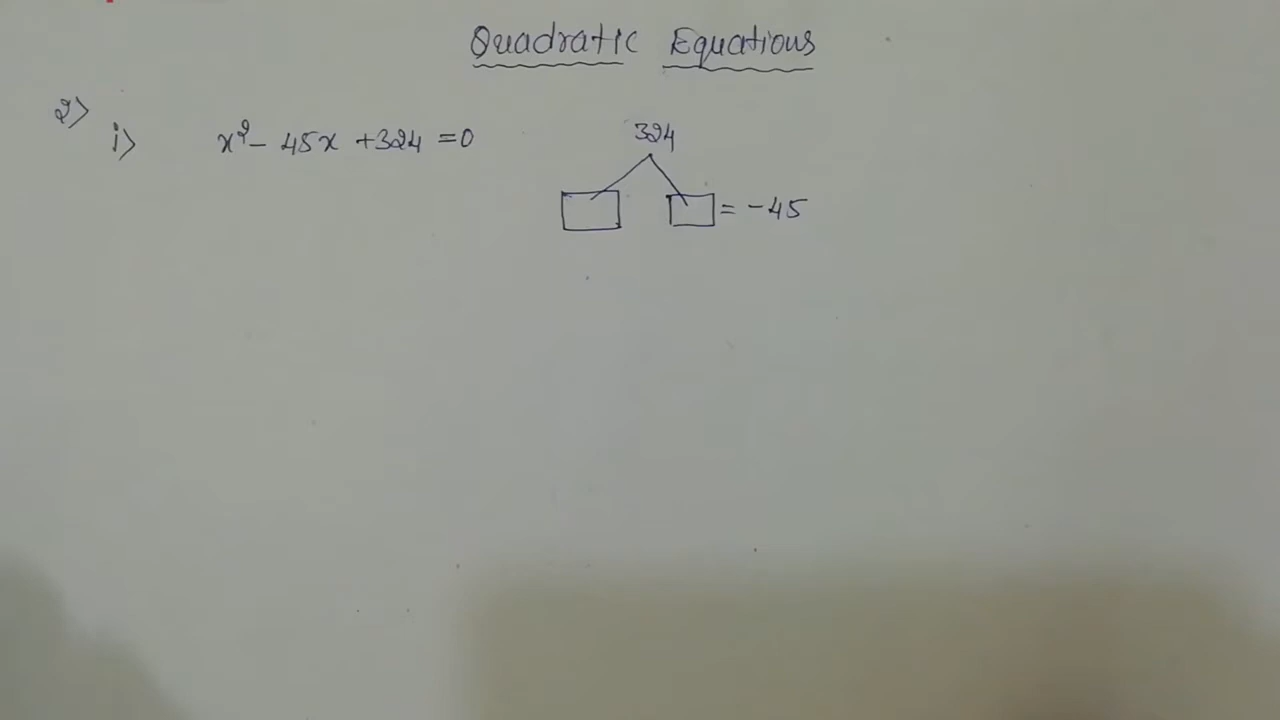 Quadratic Equations
2>
i> x² - 45x + 324 = 0
324
= -45